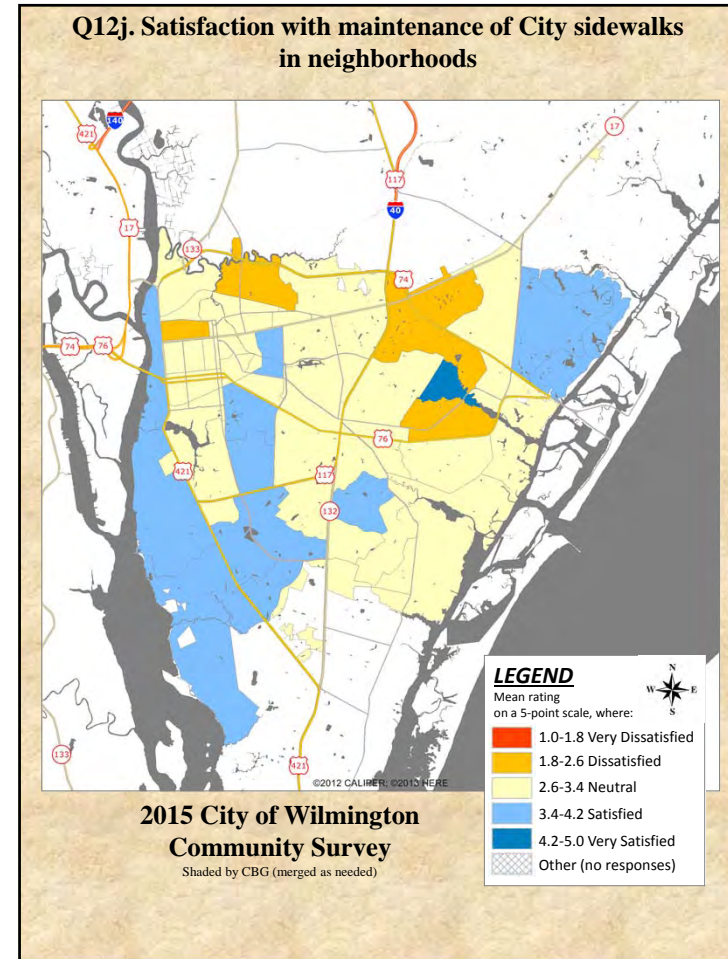 Q12j. Satisfaction with maintenance of City sidewalks
in neighborhoods
140
421
17
117
17
40
133
74
74
76
76
421
117
132
133
421
©2012 CALIPER; ©2013 HERE
LEGEND
Mean rating
on a 5-point scale, where:
N
W E
S
1.0-1.8 Very Dissatisfied
1.8-2.6 Dissatisfied
2.6-3.4 Neutral
3.4-4.2 Satisfied
4.2-5.0 Very Satisfied
Other (no responses)
2015 City of Wilmington
Community Survey
Shaded by CBG (merged as needed)